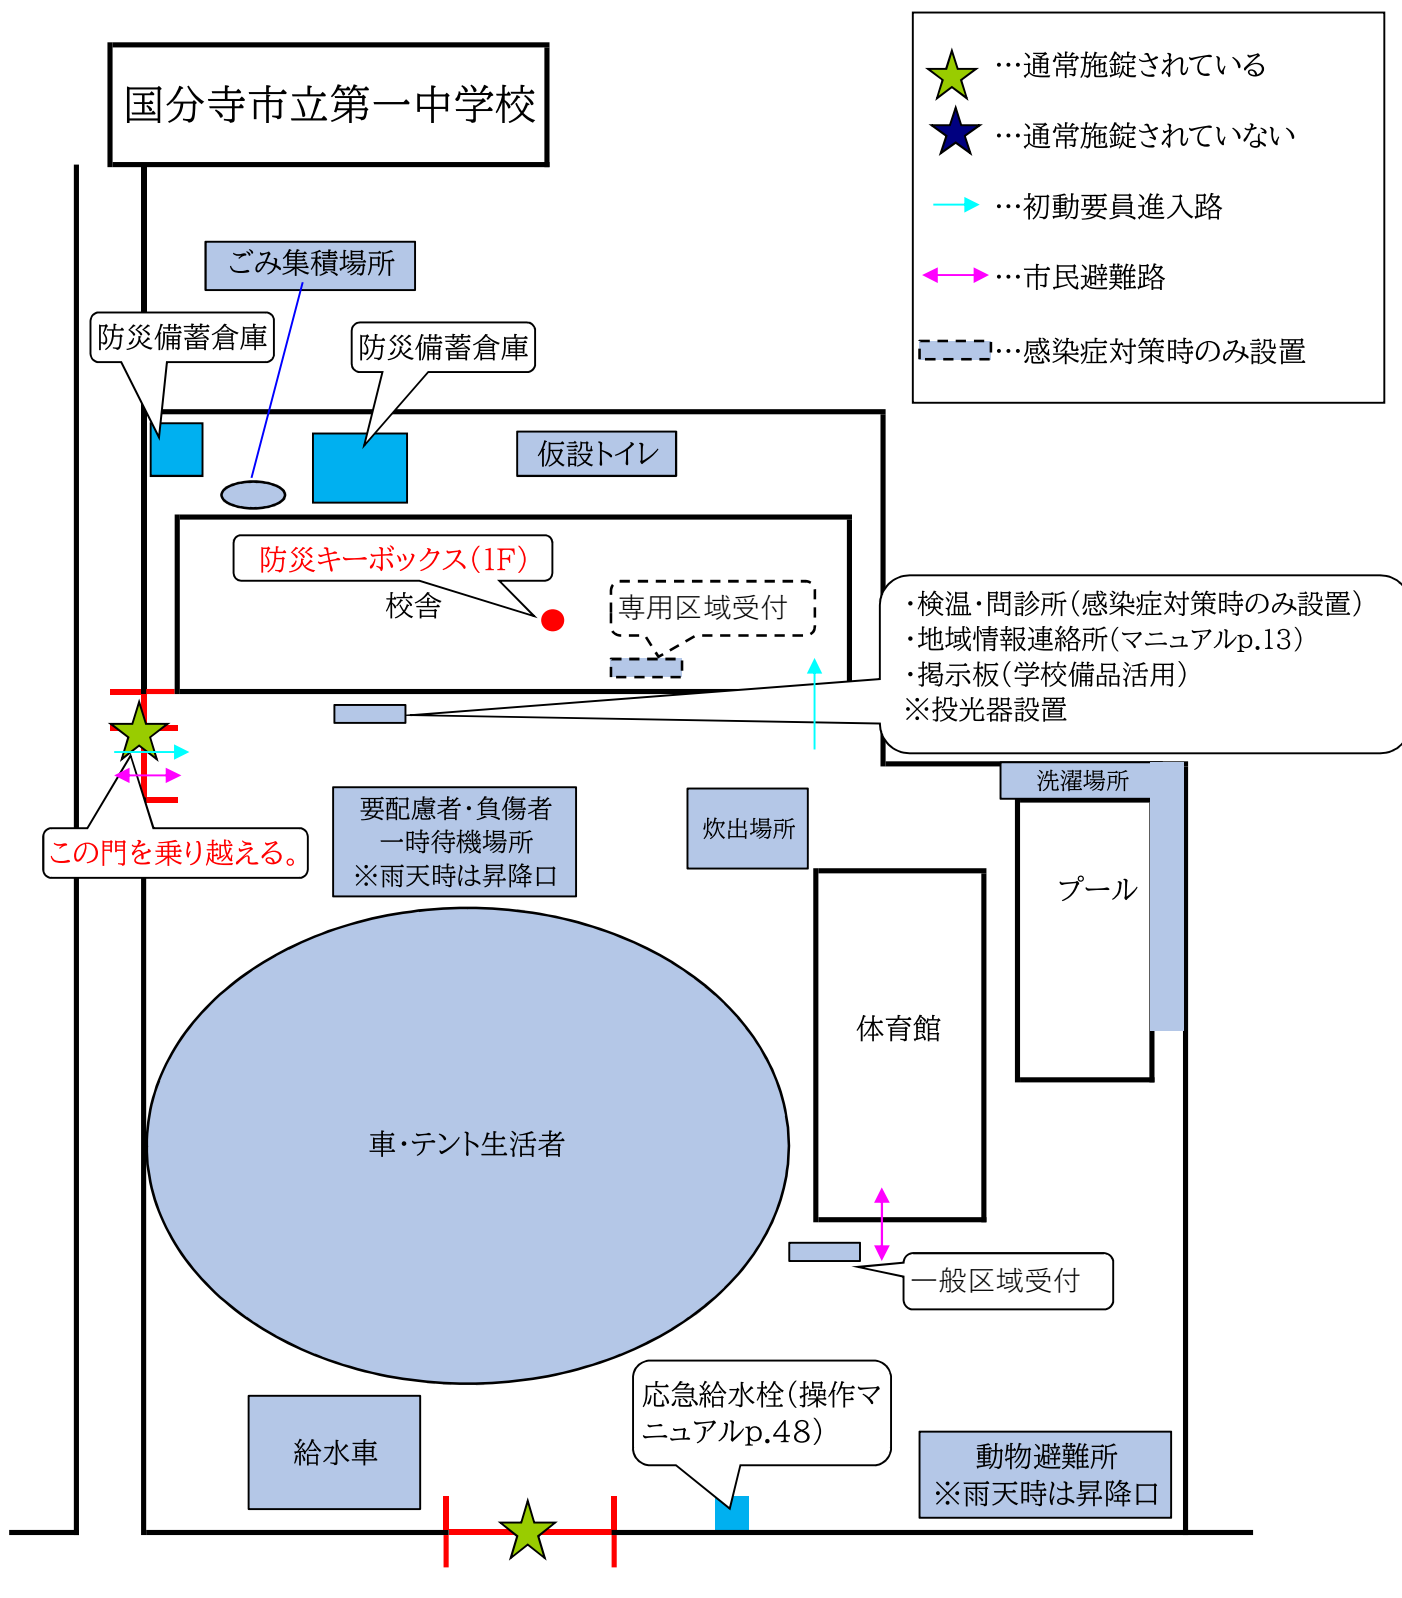 国分寺市立第一中学校
…通常施錠されている
…通常施錠されていない
…初動要員進入路
…市民避難路
…感染症対策時のみ設置
ごみ集積場所
防災備蓄倉庫
防災備蓄倉庫
仮設トイレ
防災キーボックス(1F)
校舎
専用区域受付
・検温・問診所(感染症対策時のみ設置)
・地域情報連絡所(マニュアルp.13)
・掲示板(学校備品活用)
※投光器設置
洗濯場所
要配慮者・負傷者
一時待機場所
※雨天時は昇降口
炊出場所
この門を乗り越える。
プール
体育館
車・テント生活者
一般区域受付
応急給水栓(操作マ
ニュアルp.48)
給水車
動物避難所
※雨天時は昇降口